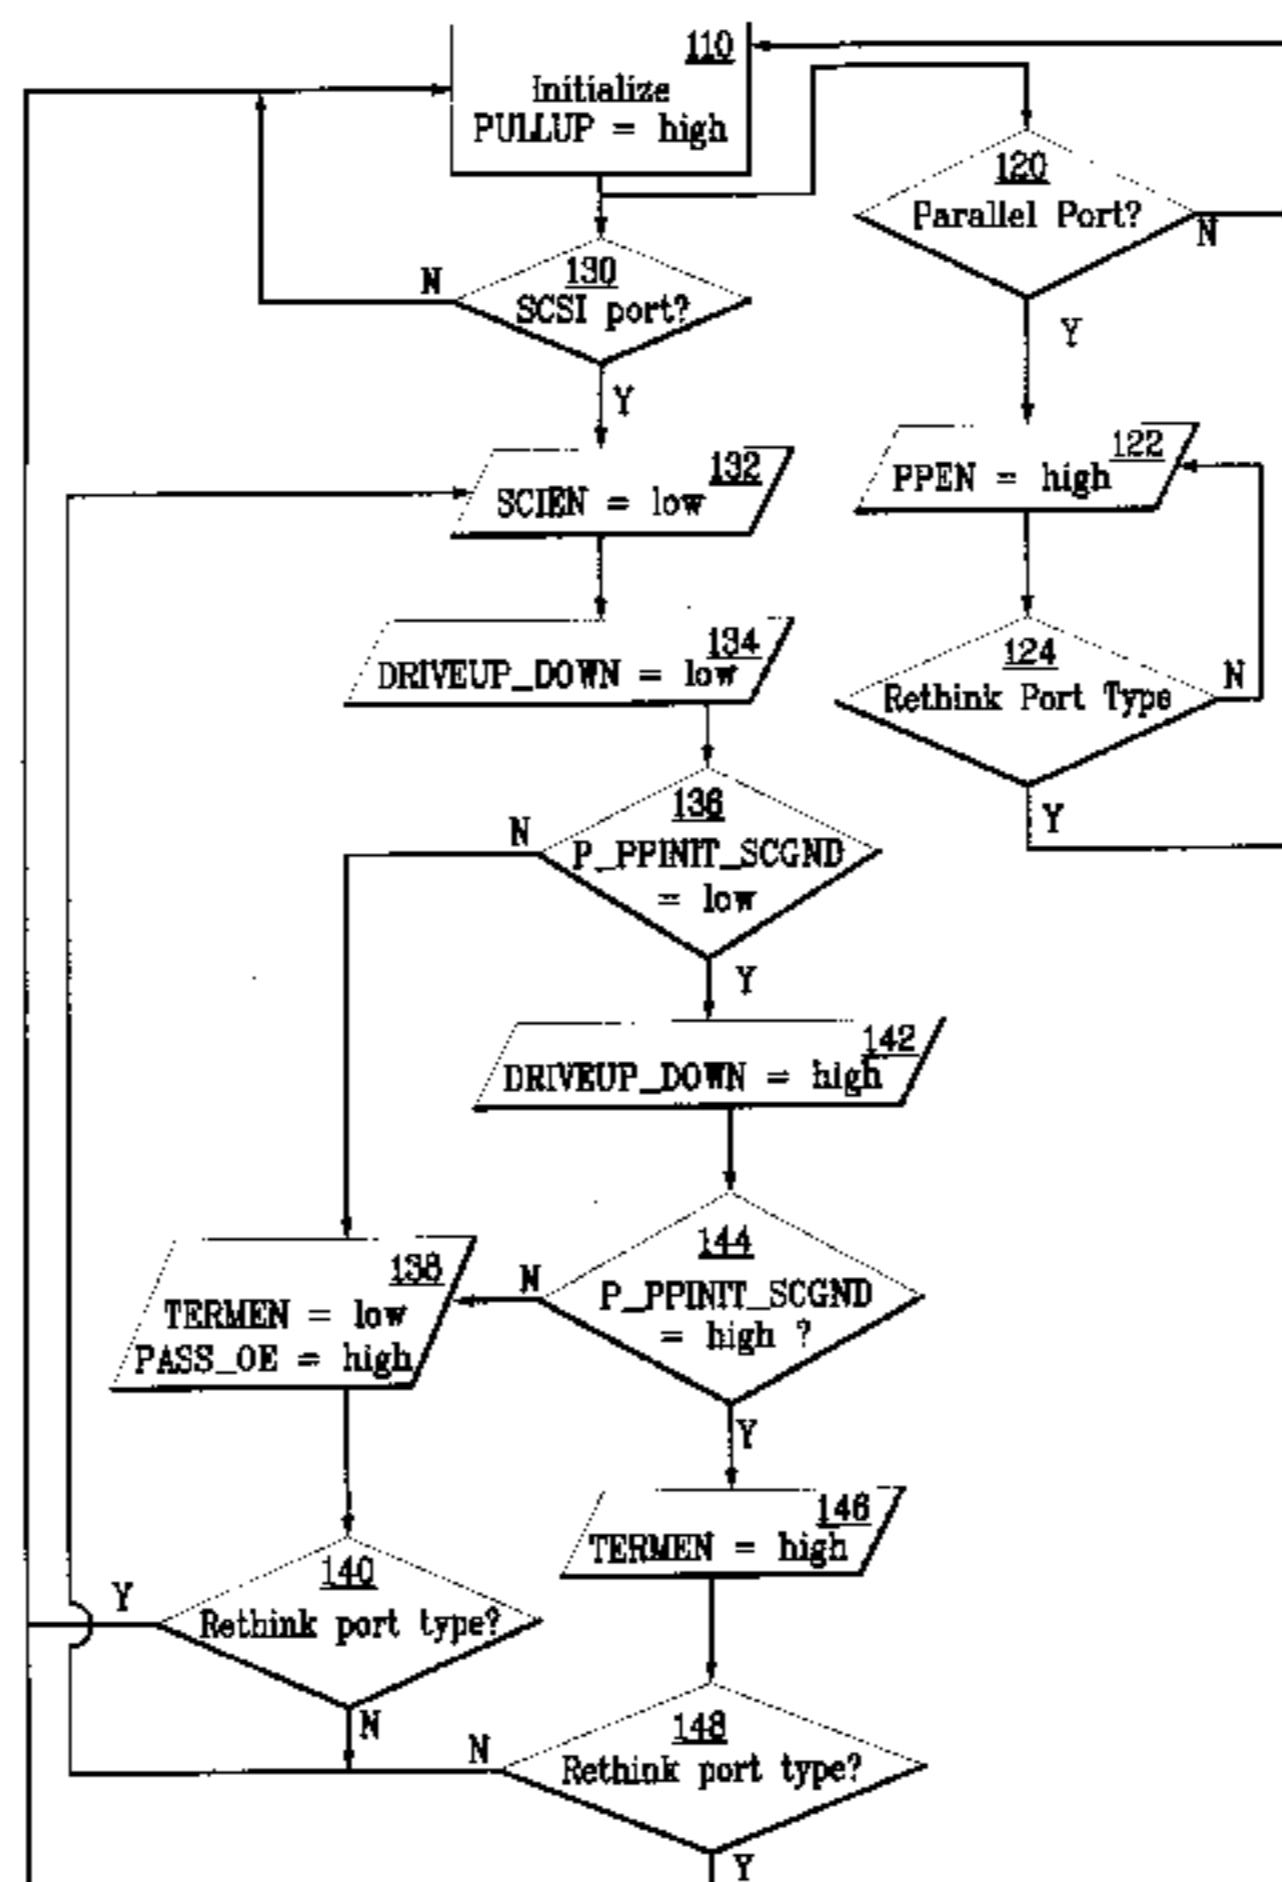 110
Initialize
PULLUP = high
120
Parallel Port?
N
Y
130
SCSI port?
N
Y
132
SCIEN = low
122
PPEN = high
134
DRIVEUP_DOWN = low
124
Rethink Port Type
N
Y
136
P_PPINIT_SCGND
= low
N
Y
142
DRIVEUP_DOWN = high
144
P_PPINIT_SCGND
= high ?
N
Y
138
TERMEN = low
PASS_OE = high
146
TERMEN = high
140
Rethink port type?
Y
N
148
Rethink port type?
N
Y